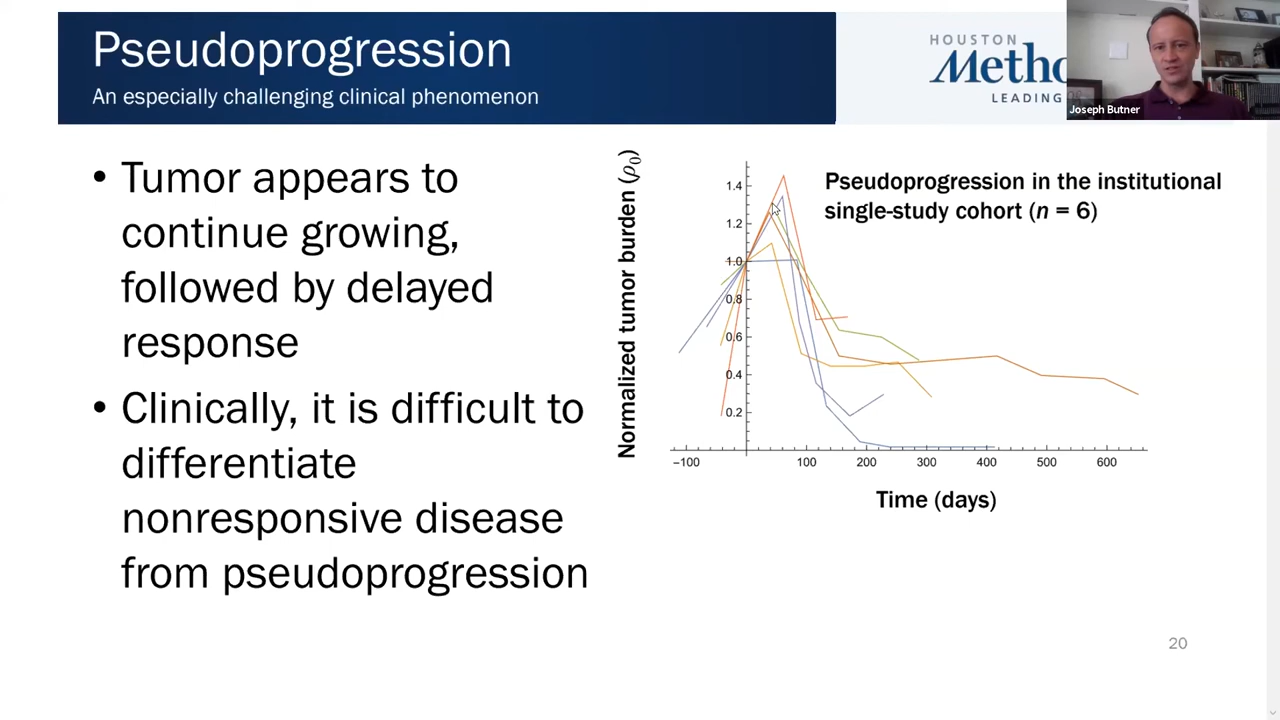 Pseudoprogression
An especially challenging clinical phenomenon
HOUSTON
Metho
LEADING
Joseph Butner
• Tumor appears to
continue growing,
followed by delayed
response
• Clinically, it is difficult to
differentiate
nonresponsive disease
from pseudoprogression
Normalized tumor burden (ρ₀)
Pseudoprogression in the institutional
single-study cohort (n = 6)
1.4
1.2
1.0
0.8
0.6
0.4
0.2
−100 100 200 300 400 500 600
Time (days)
20